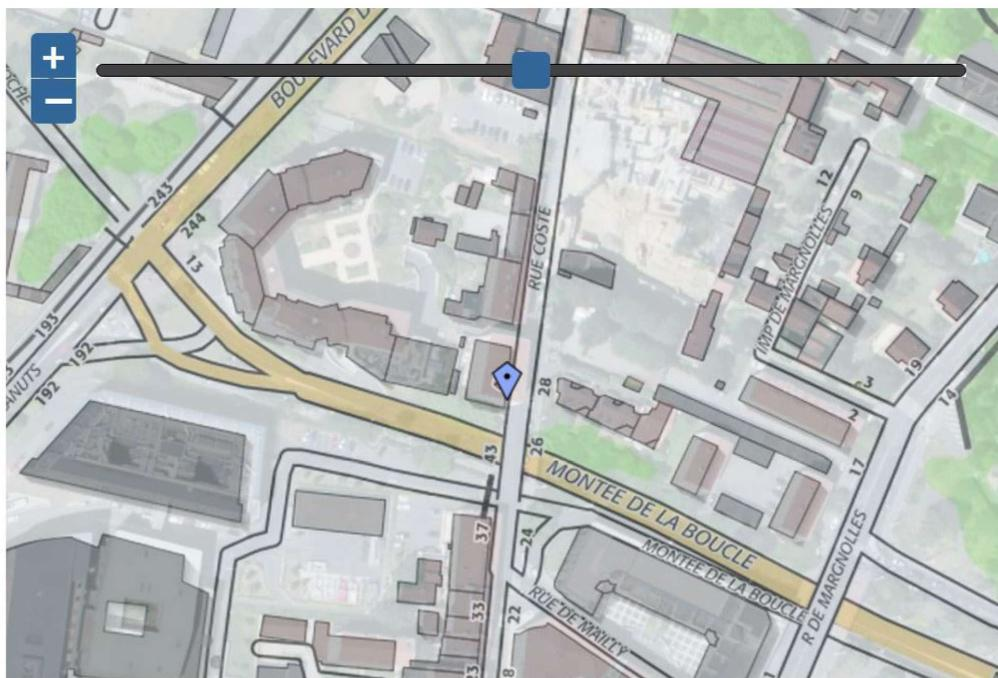 +
−
BOULEVARD D
243
244
1
13
193
192
192
ANUTS
RUE COSTE
12
9
IMP DE MARGNOLLES
3
19
14
2
17
28
26
43
MONTEE DE LA BOUCLE
37
24
MONTEE DE LA BOUCLE
R DE MARGNOLLES
RUE DE MAILLY
33
22